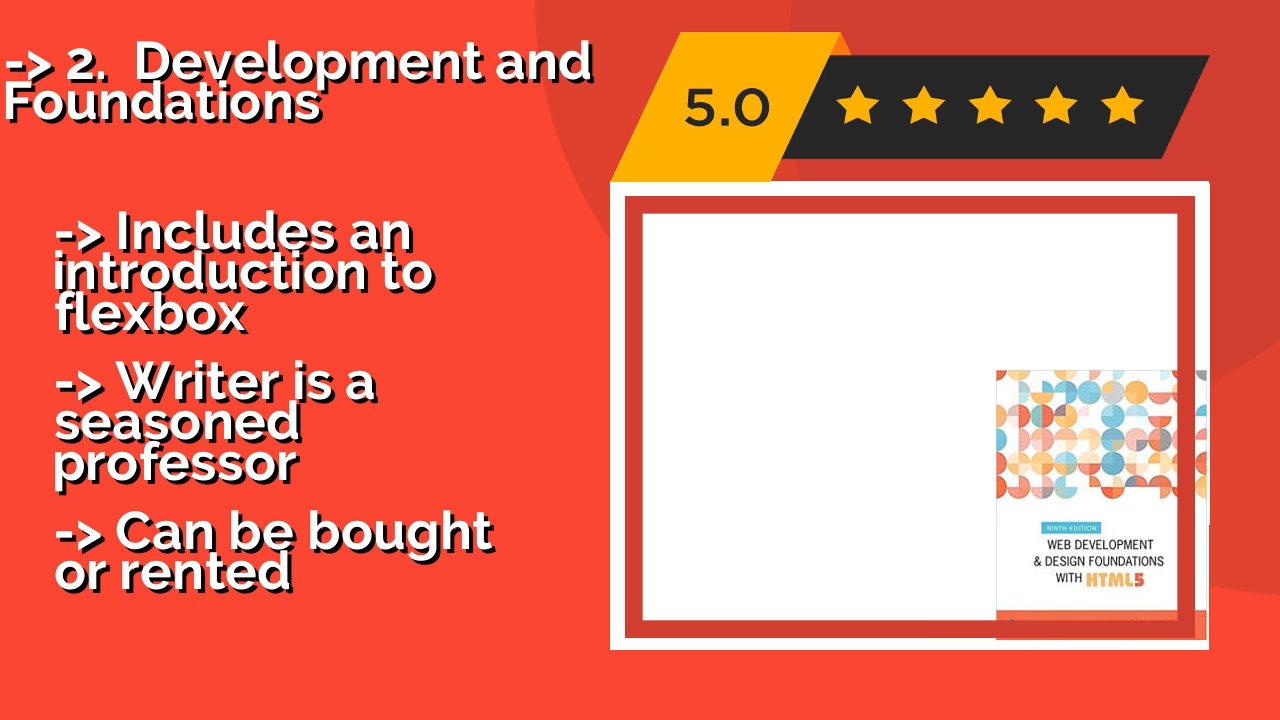 -> 2.  Development and
Foundations
5.0
-> Includes an
introduction to
flexbox
-> Writer is a
seasoned
professor
-> Can be bought
or rented
NINTH EDITION
WEB DEVELOPMENT
& DESIGN FOUNDATIONS
WITH HTML5